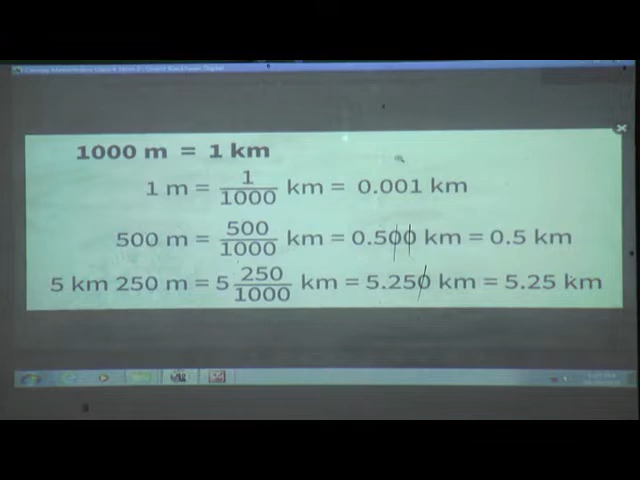 1000 m = 1 km
1 m = 1/1000 km = 0.001 km
500 m = 500/1000 km = 0.500 km = 0.5 km
5 km 250 m = 5 250/1000 km = 5.250 km = 5.25 km